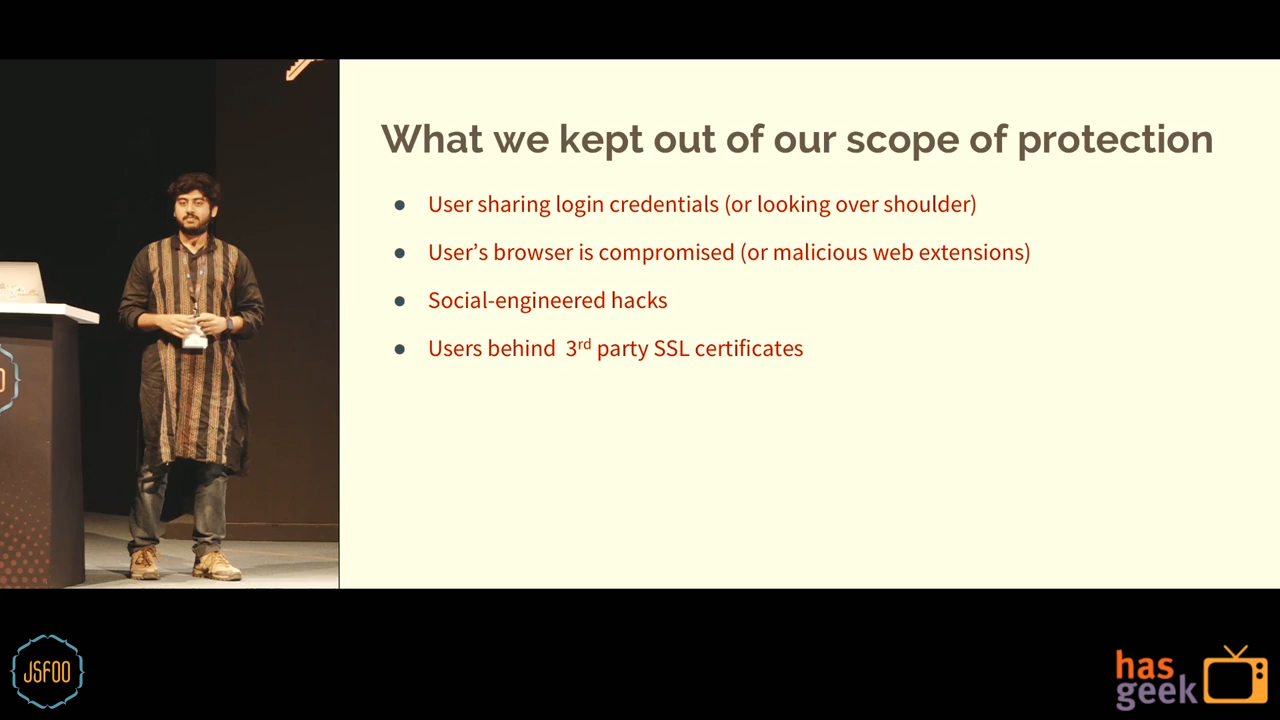 What we kept out of our scope of protection
● User sharing login credentials (or looking over shoulder)
● User’s browser is compromised (or malicious web extensions)
● Social-engineered hacks
● Users behind 3rd party SSL certificates
JSFOO
has
geek